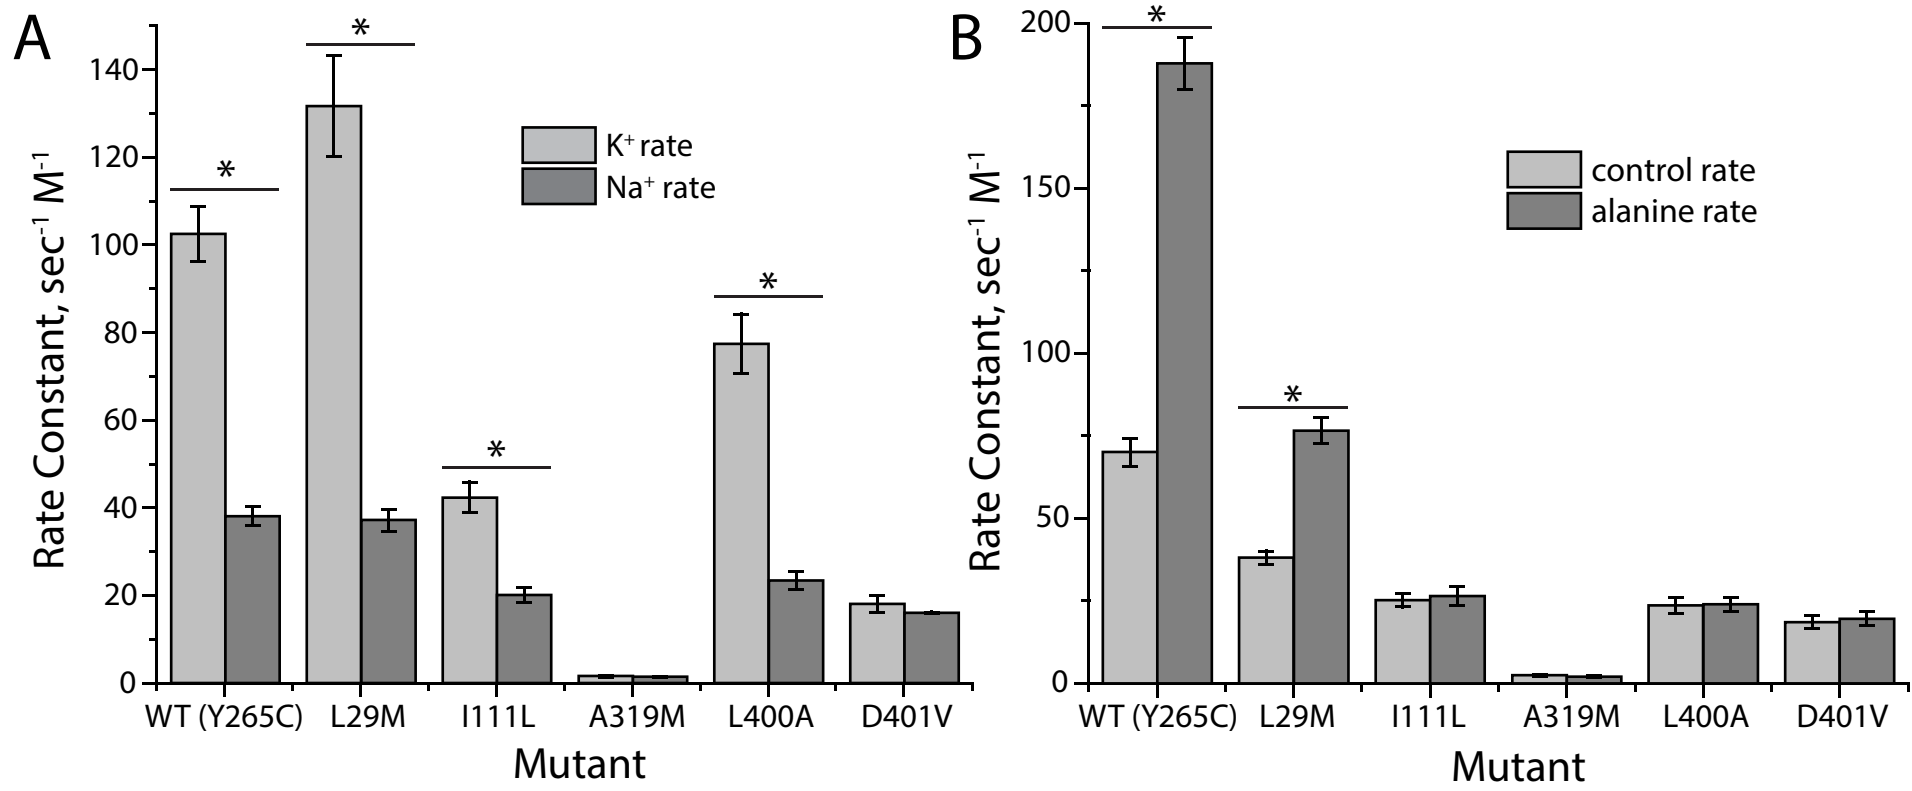 A
Rate Constant, sec⁻¹ M⁻¹
140
120
100
80
60
40
20
0
*
*
*
*
K⁺ rate
Na⁺ rate
WT (Y265C) L29M I111L A319M L400A D401V
Mutant
B
Rate Constant, sec⁻¹ M⁻¹
200
150
100
50
0
*
*
control rate
alanine rate
WT (Y265C) L29M I111L A319M L400A D401V
Mutant